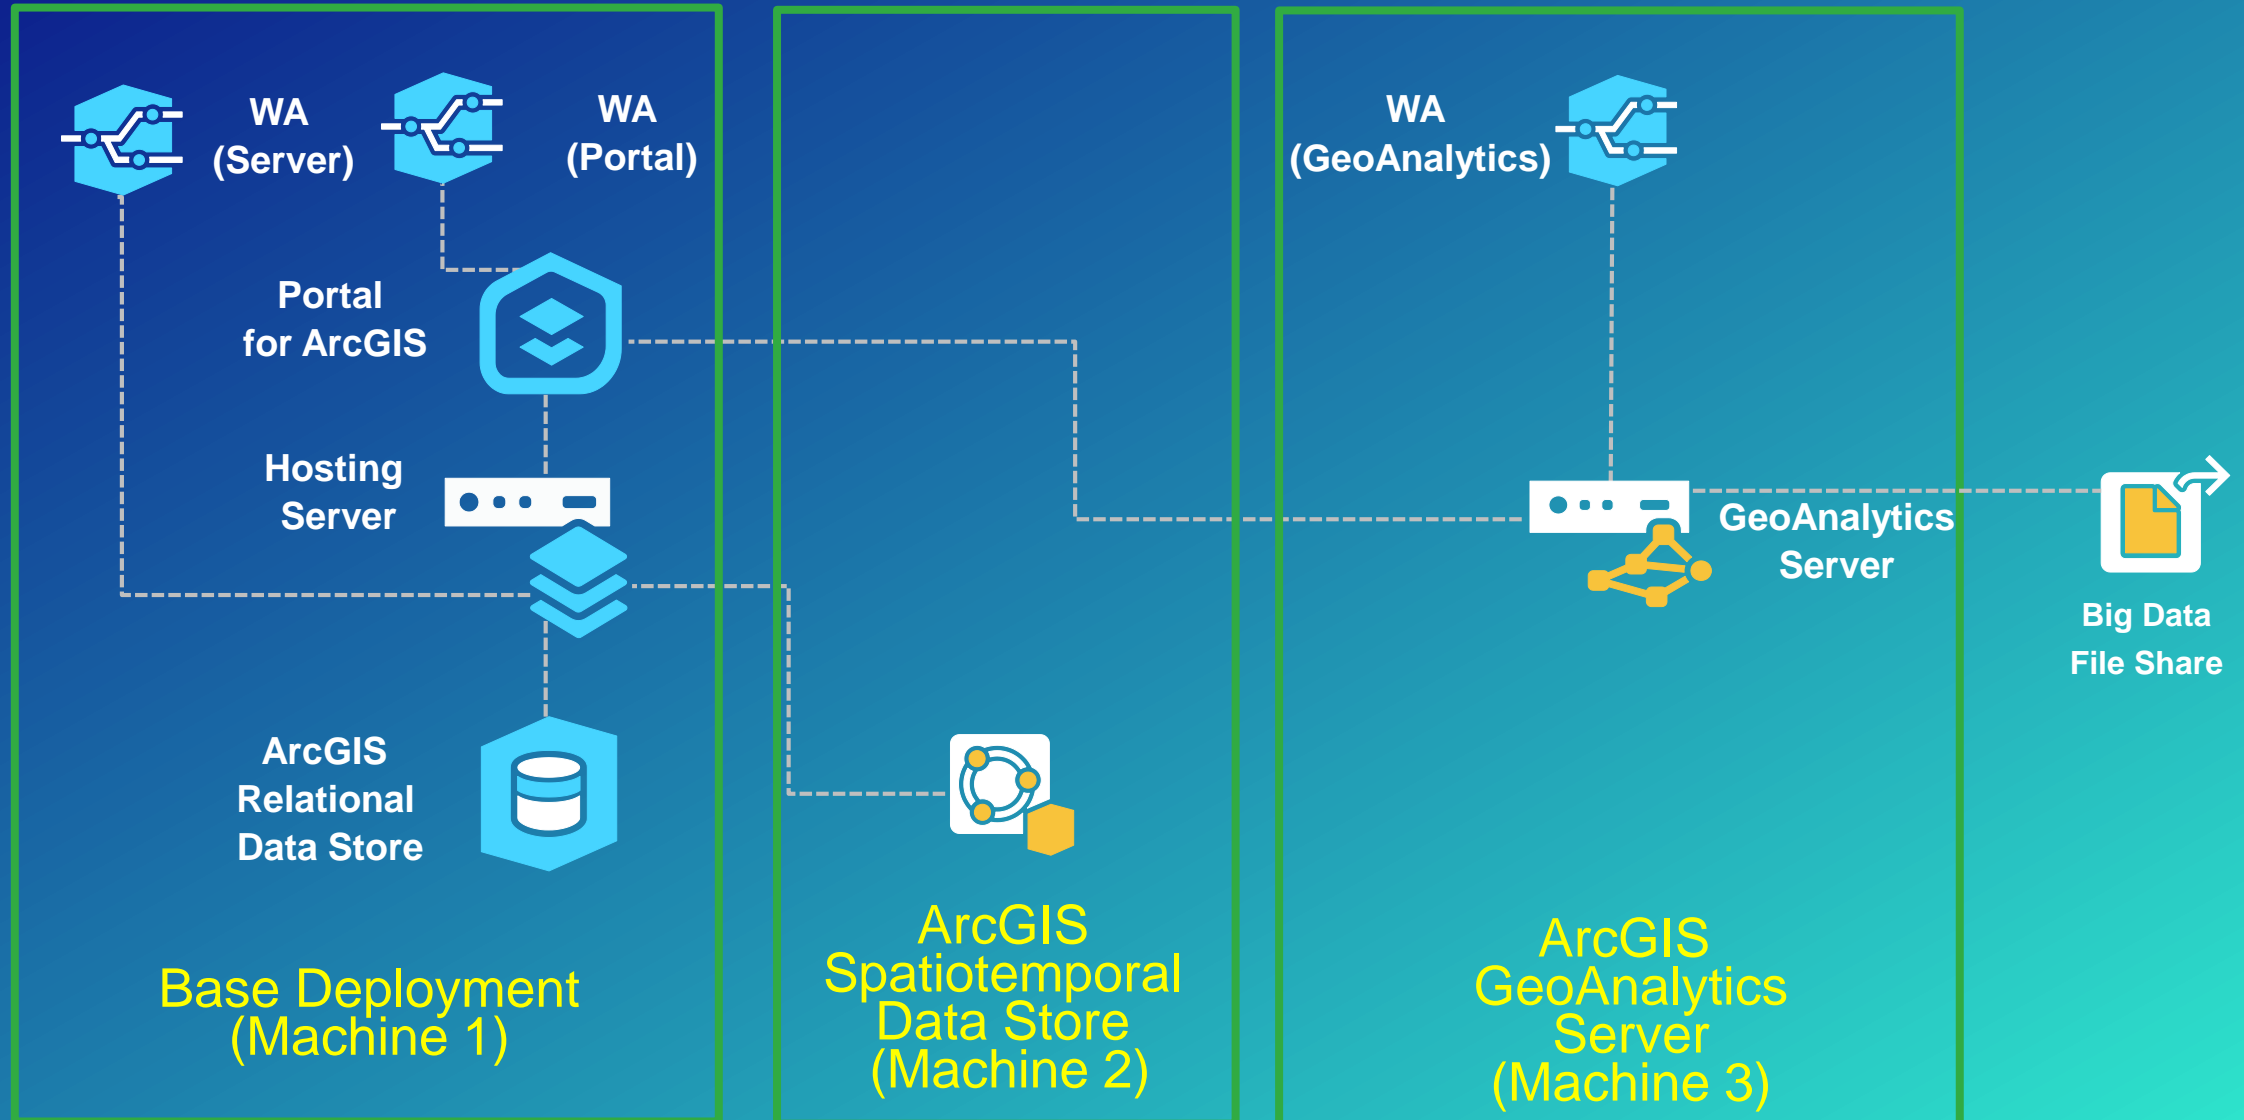 WA
(Server)
WA
(Portal)
Portal
for ArcGIS
Hosting
Server
ArcGIS
Relational
Data Store
Base Deployment
(Machine 1)
ArcGIS
Spatiotemporal
Data Store
(Machine 2)
WA
(GeoAnalytics)
GeoAnalytics
Server
ArcGIS
GeoAnalytics
Server
(Machine 3)
Big Data
File Share